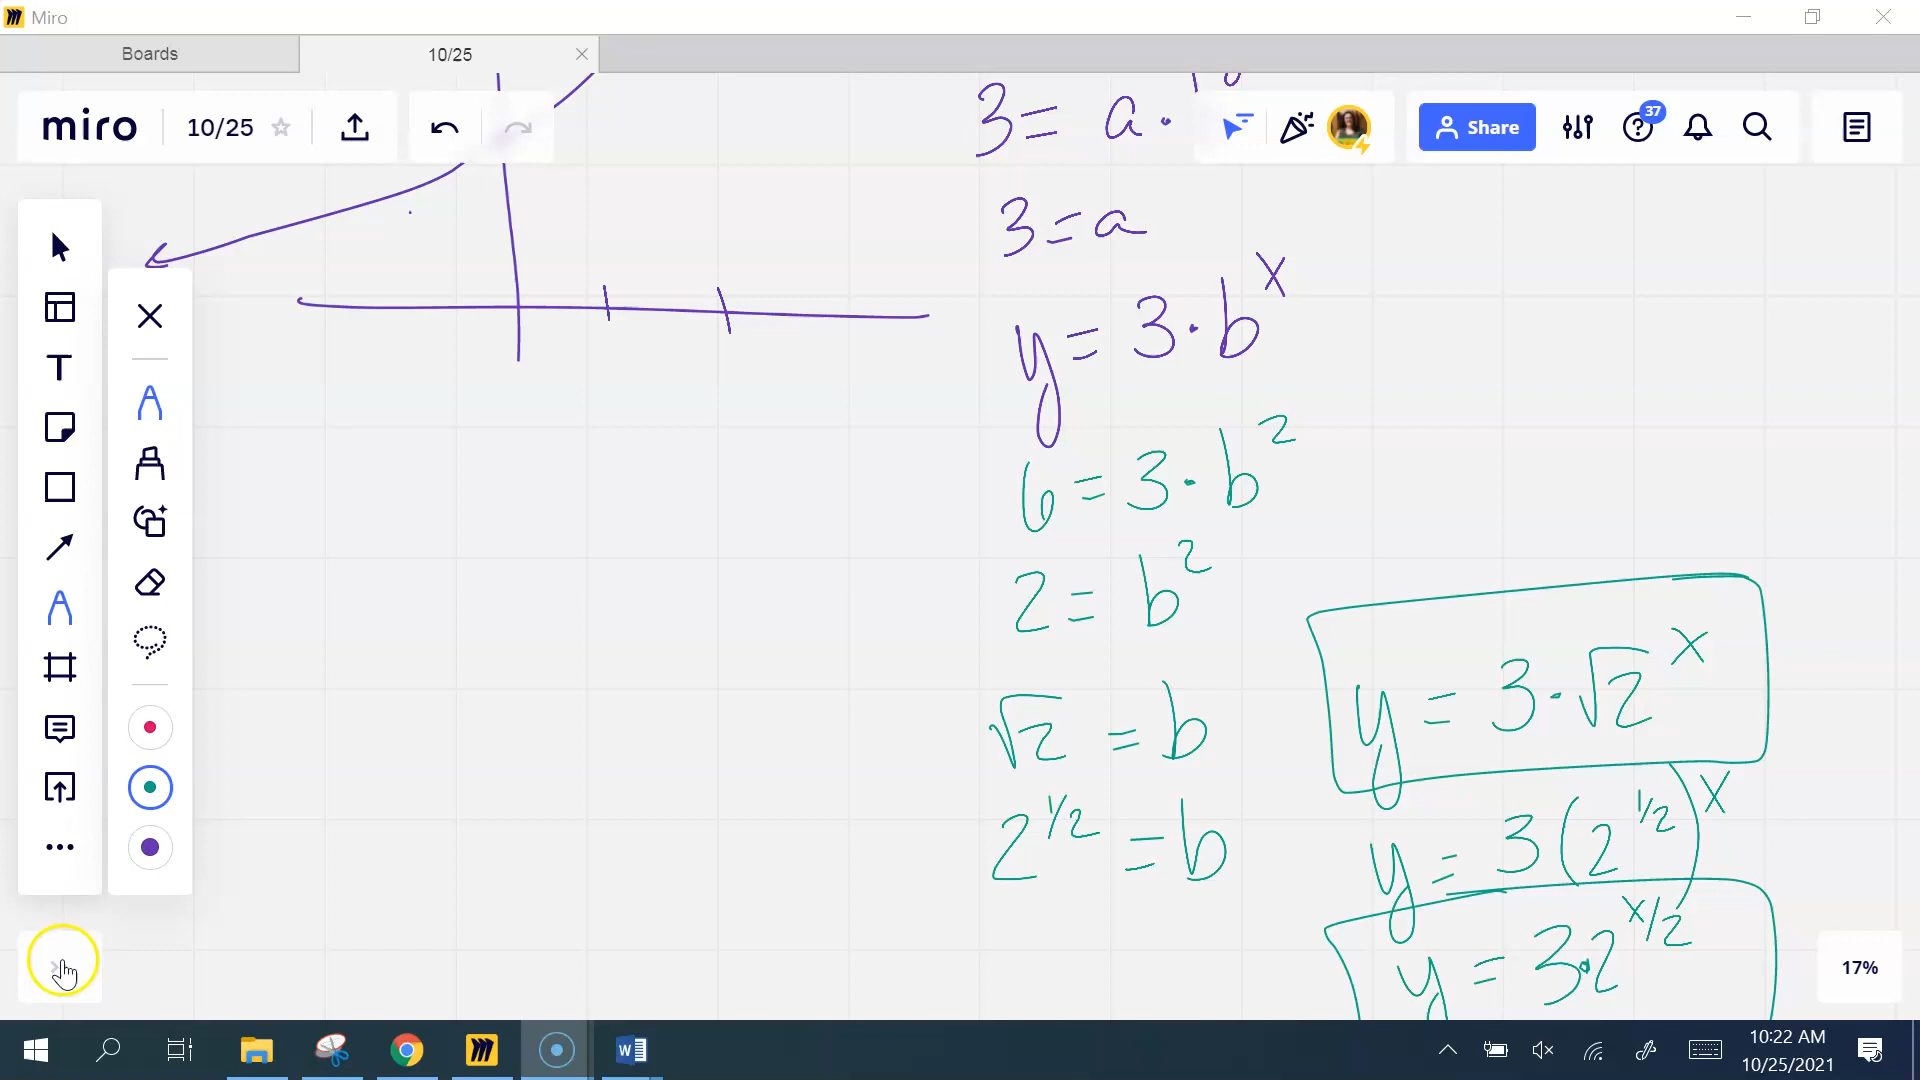 Miro
Boards
10/25
miro
10/25
Share
37
3 = a ·
3 = a
y = 3 · b^x
6 = 3 · b^2
2 = b^2
√2 = b
2^1/2 = b
y = 3 · √2^x
y = 3(2^1/2)^x
y = 3·2^x/2
T
17%
10:22 AM
10/25/2021